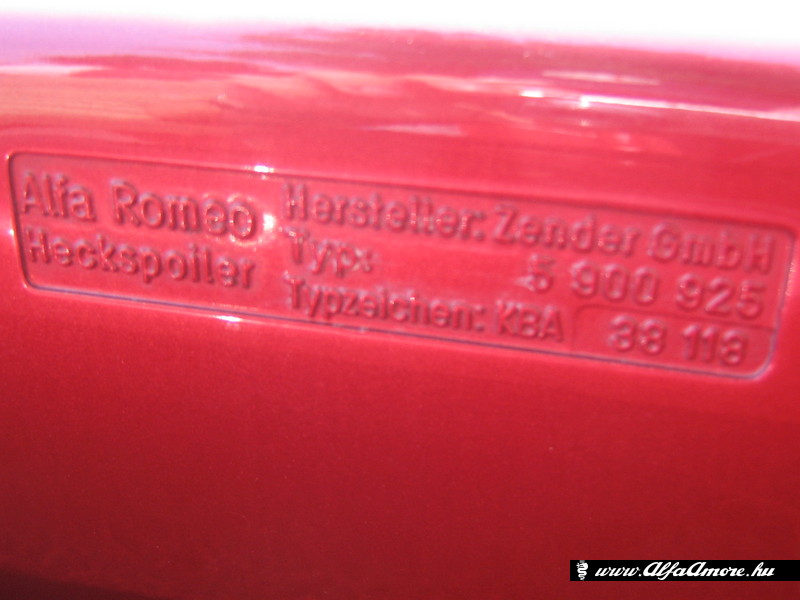 Alfa Romeo
Heckspoiler
Hersteller: Zender GmbH
Typ: 5 900 925
Typzeichen: KBA 38 118
www.AlfaAmore.hu